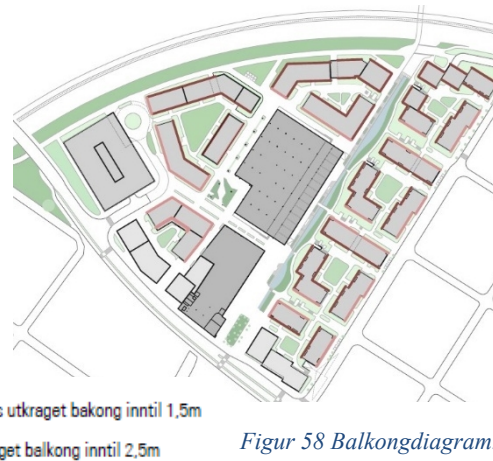 s utkraget bakong inntil 1,5m
get balkong inntil 2,5m
Figur 58 Balkongdiagram.